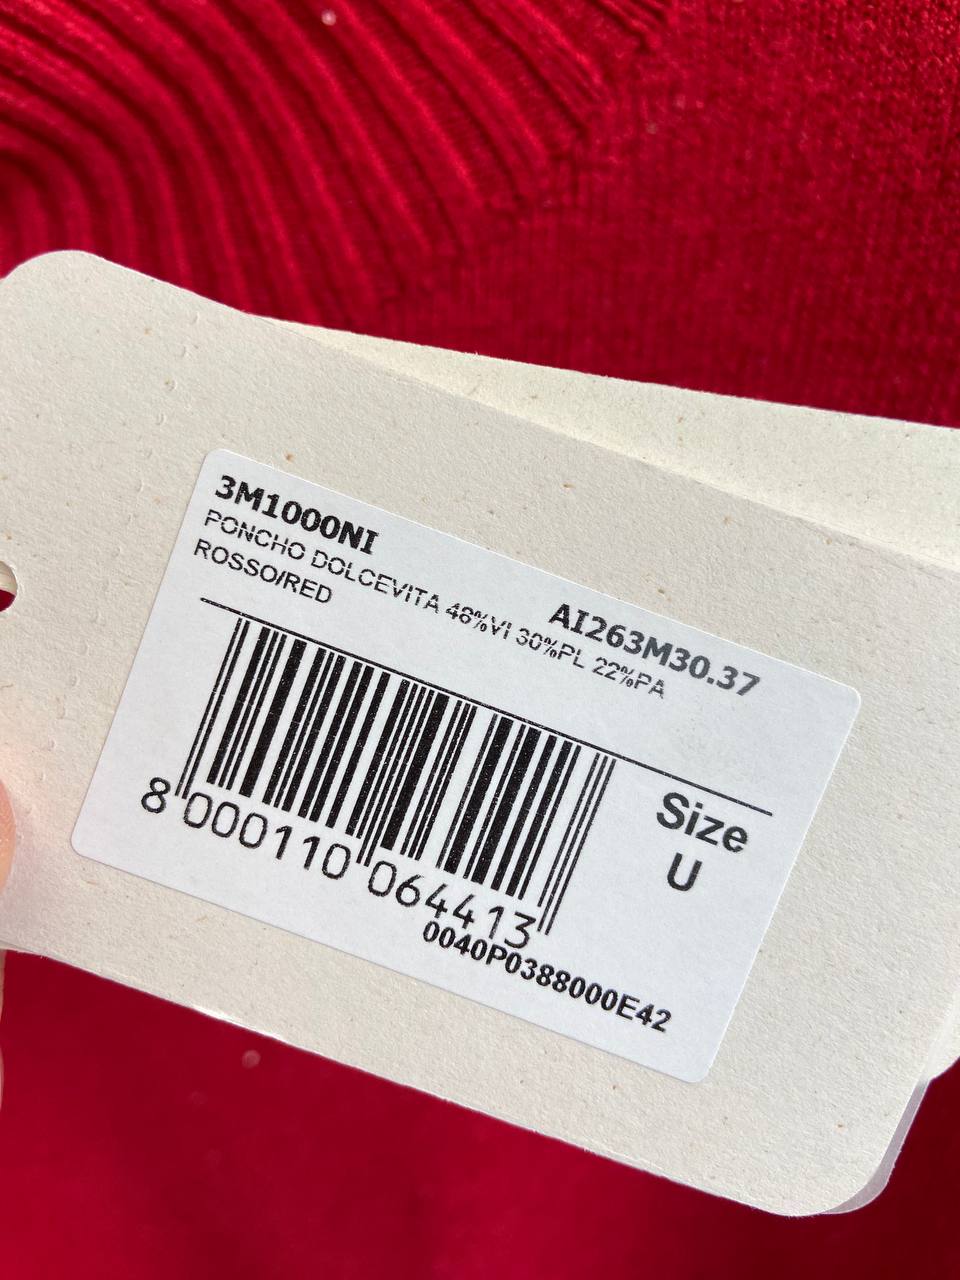 3M1000NI
AI263M30.37
PONCHO DOLCEVITA 48%VI 30%PL 22%PA
ROSSO/RED
Size
U
8 000110 064413
0040P0388000E42